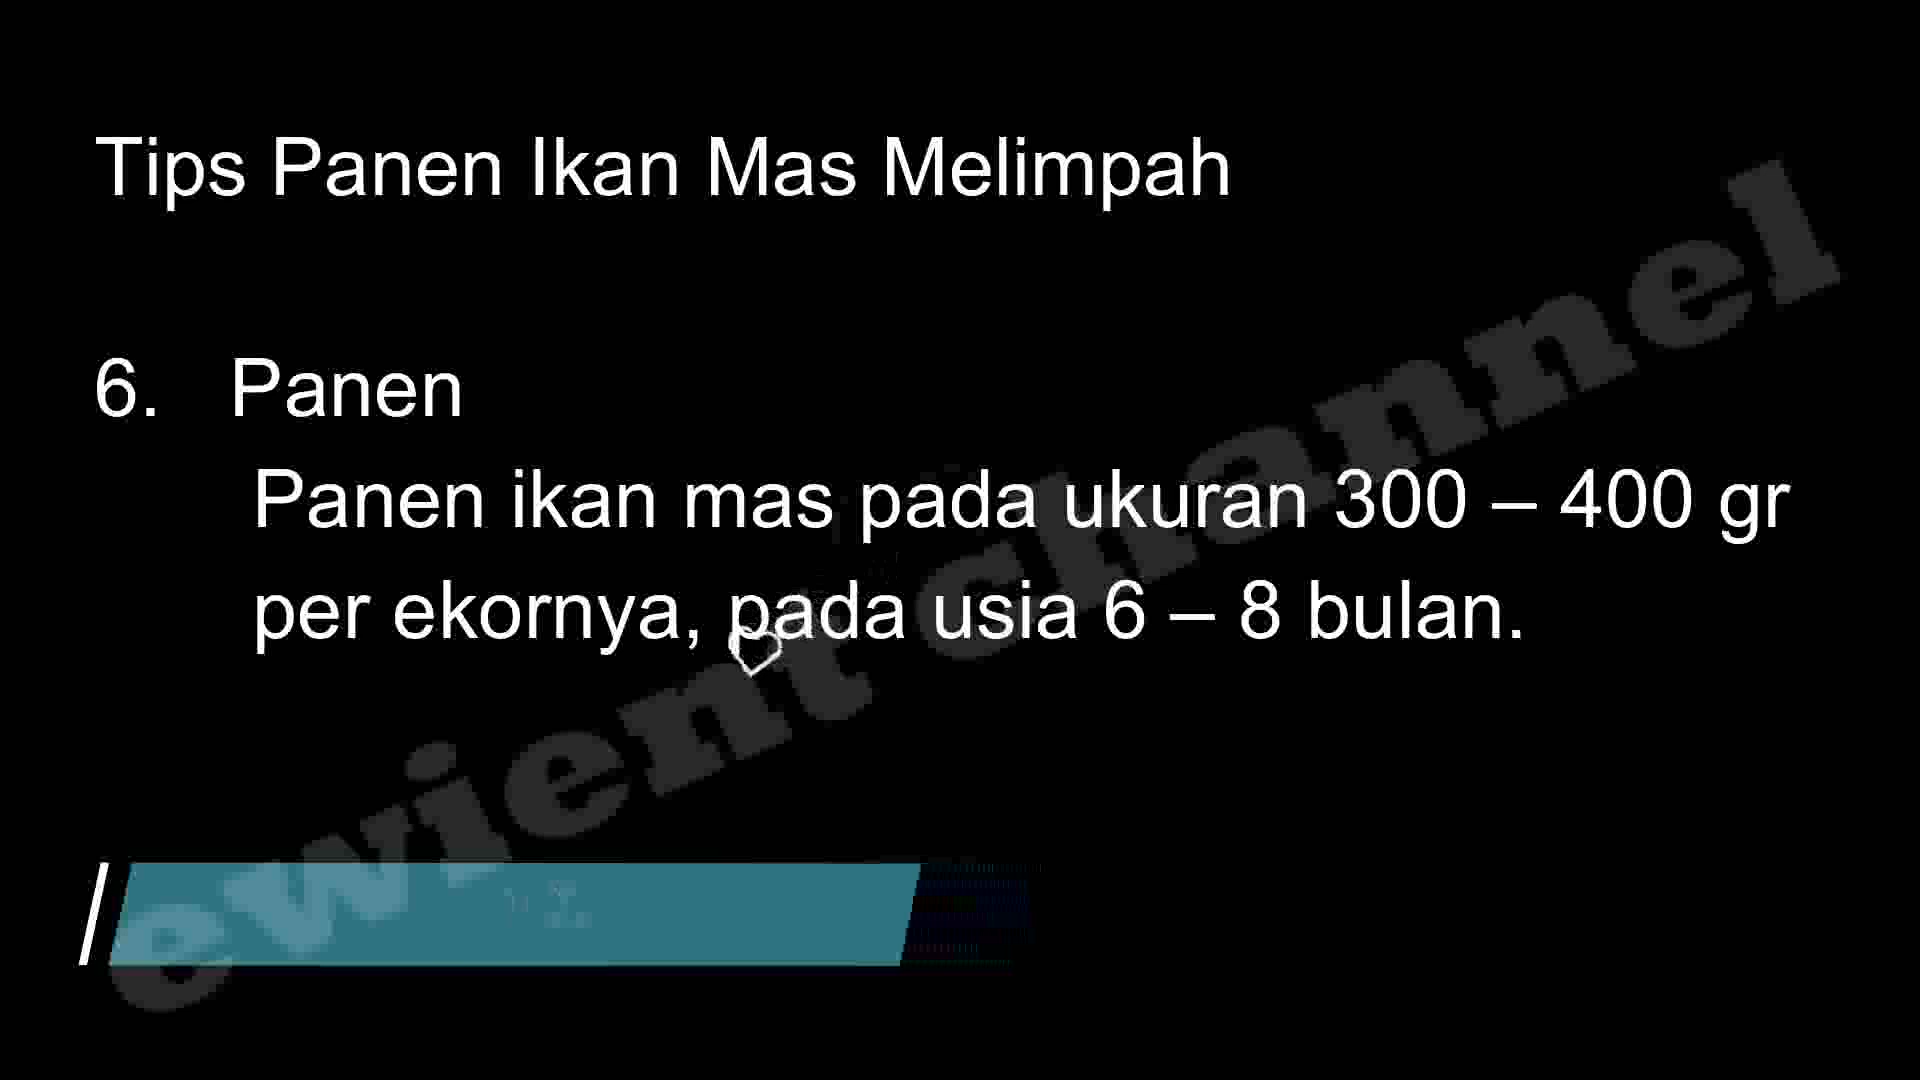 Tips Panen Ikan Mas Melimpah
6. Panen
Panen ikan mas pada ukuran 300 – 400 gr
per ekornya, pada usia 6 – 8 bulan.
ewient channel